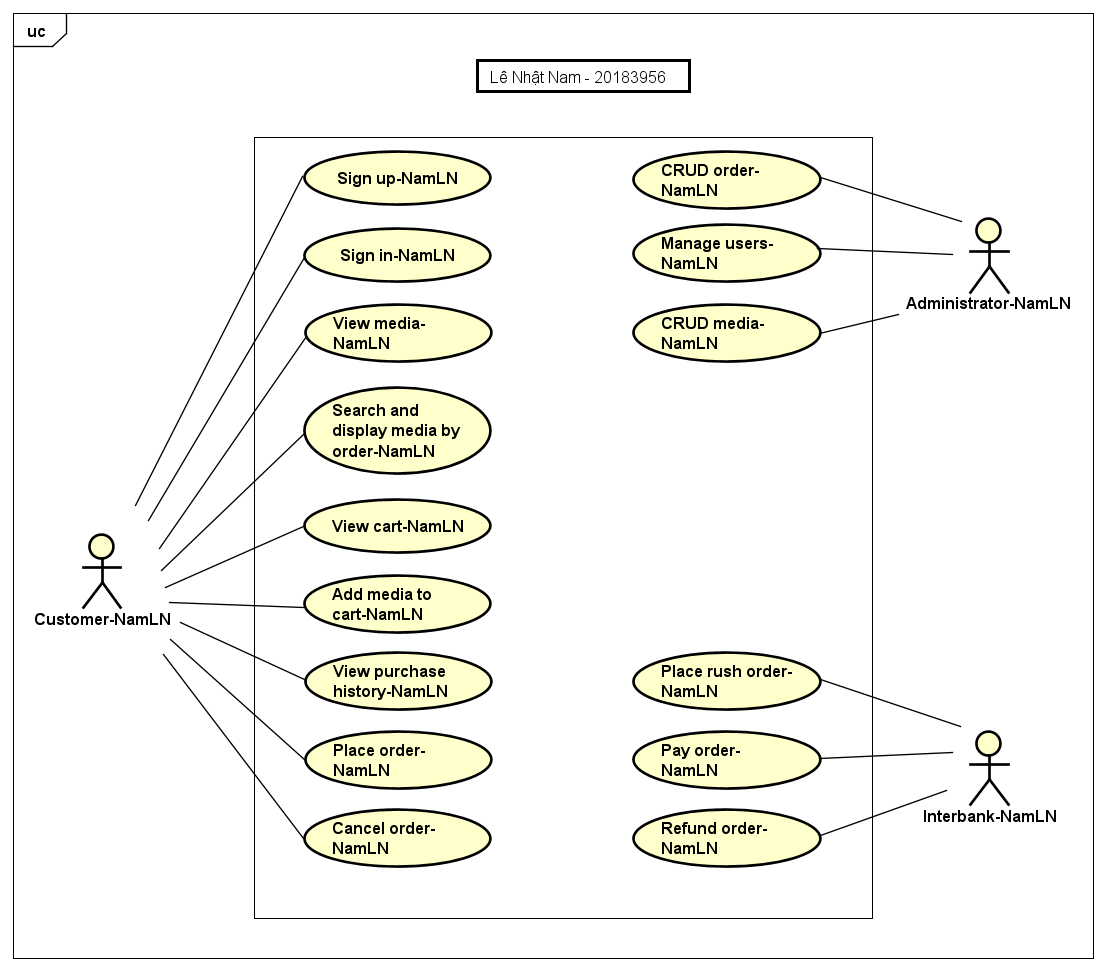 uc
Lê Nhật Nam - 20183956
Sign up-NamLN
Sign in-NamLN
View media-
NamLN
Search and
display media by
order-NamLN
View cart-NamLN
Add media to
cart-NamLN
View purchase
history-NamLN
Place order-
NamLN
Cancel order-
NamLN
Customer-NamLN
CRUD order-
NamLN
Manage users-
NamLN
CRUD media-
NamLN
Administrator-NamLN
Place rush order-
NamLN
Pay order-
NamLN
Refund order-
NamLN
Interbank-NamLN